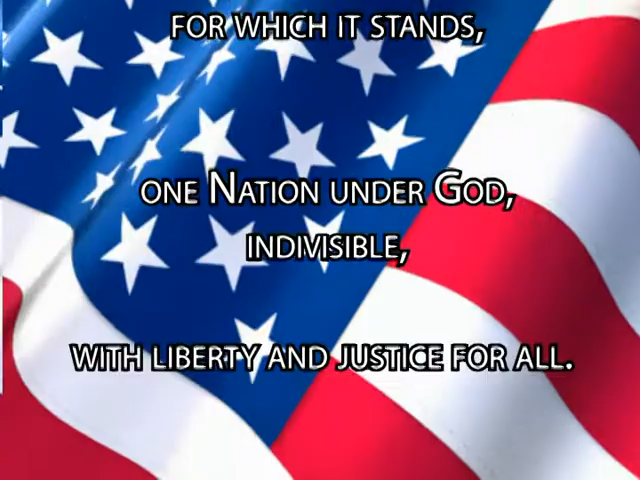 for which it stands,
one Nation under God,
indivisible,
with liberty and justice for all.